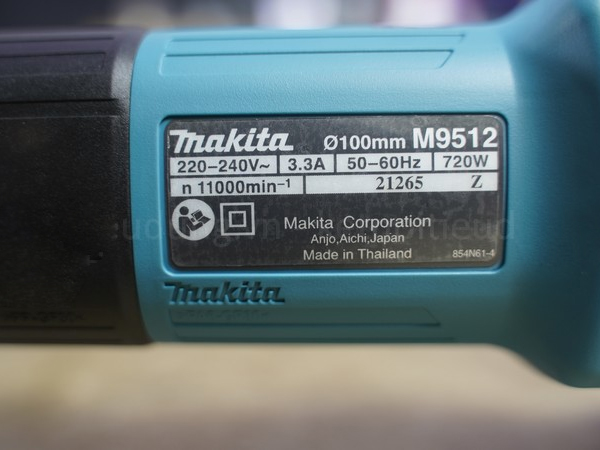 makita Ø100mm M9512
220-240V~ 3.3A 50-60Hz 720W
n 11000min⁻¹ 21265 Z
Makita Corporation
Anjo,Aichi,Japan
Made in Thailand 854N61-4
makita